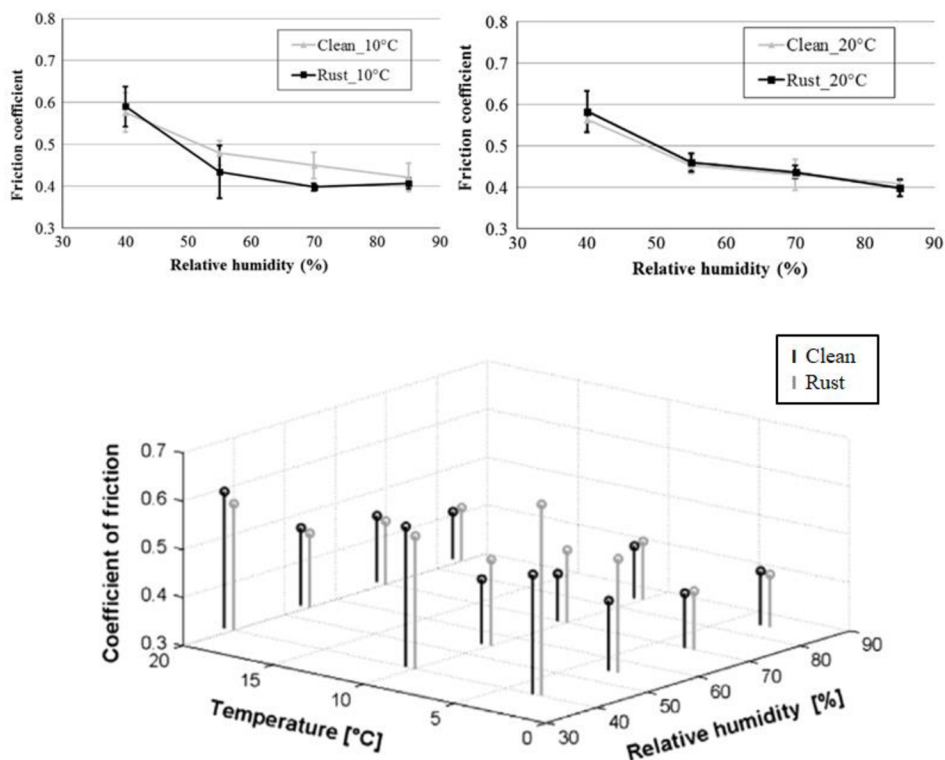 0.8
0.7
0.6
0.5
0.4
0.3
Friction coefficient
Clean_10°C
Rust_10°C
30 40 50 60 70 80 90
Relative humidity (%)
0.8
0.7
0.6
0.5
0.4
0.3
Friction coefficient
Clean_20°C
Rust_20°C
30 40 50 60 70 80 90
Relative humidity (%)
Clean
Rust
0.7
0.6
0.5
0.4
0.3
Coefficient of friction
20
15
10
5
0
Temperature [°C]
30
40
50
60
70
80
90
Relative humidity [%]